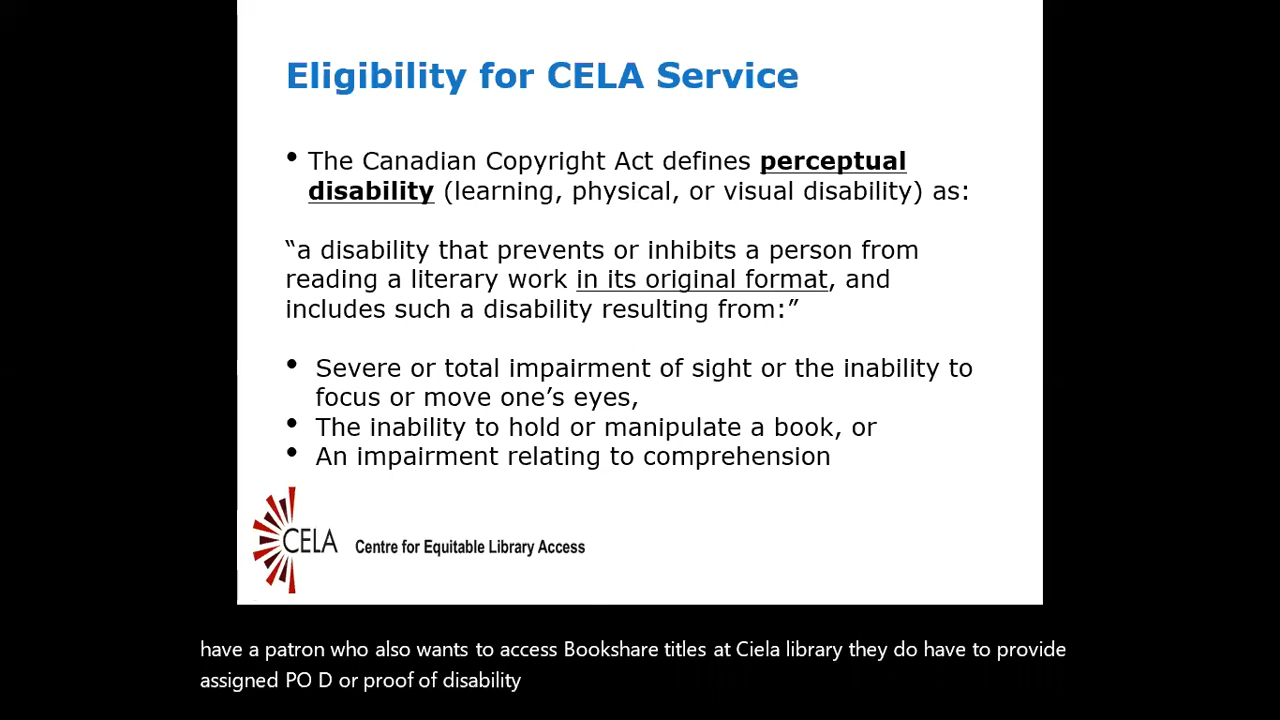 Eligibility for CELA Service
• The Canadian Copyright Act defines perceptual
disability (learning, physical, or visual disability) as:
“a disability that prevents or inhibits a person from
reading a literary work in its original format, and
includes such a disability resulting from:”
• Severe or total impairment of sight or the inability to
focus or move one’s eyes,
• The inability to hold or manipulate a book, or
• An impairment relating to comprehension
CELA Centre for Equitable Library Access
have a patron who also wants to access Bookshare titles at Ciela library they do have to provide
assigned PO D or proof of disability